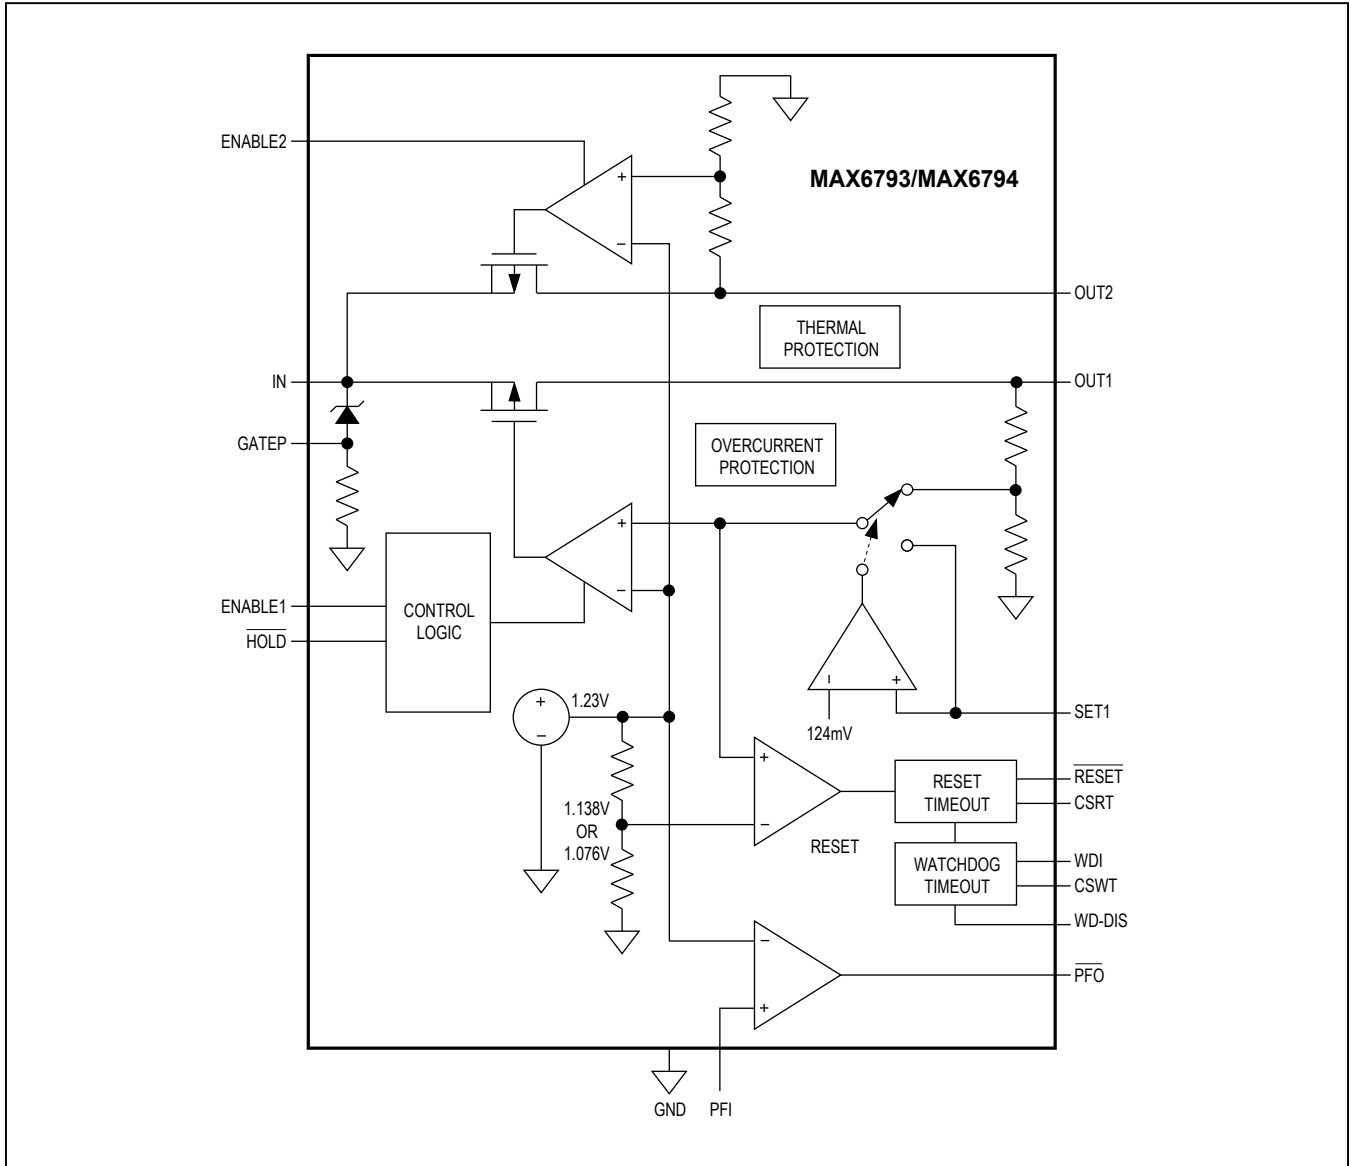 ENABLE2
+
MAX6793/MAX6794
–
OUT2
THERMAL
PROTECTION
IN
OUT1
GATEP
OVERCURRENT
PROTECTION
+
ENABLE1
HOLD
CONTROL
LOGIC
–
– +
124mV
SET1
+
–
1.23V
1.138V
OR
1.076V
+
–
RESET
RESET
TIMEOUT
RESET
CSRT
WATCHDOG
TIMEOUT
WDI
CSWT
WD-DIS
–
+
PFO
GND
PFI